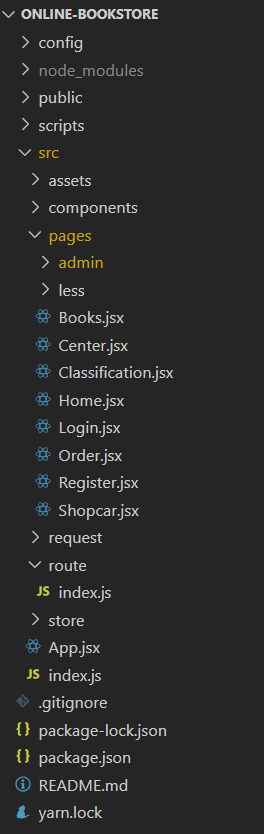 ONLINE-BOOKSTORE
config
node_modules
public
scripts
src
assets
components
pages
admin
less
Books.jsx
Center.jsx
Classification.jsx
Home.jsx
Login.jsx
Order.jsx
Register.jsx
Shopcar.jsx
request
route
JS index.js
store
App.jsx
JS index.js
.gitignore
{} package-lock.json
{} package.json
README.md
yarn.lock